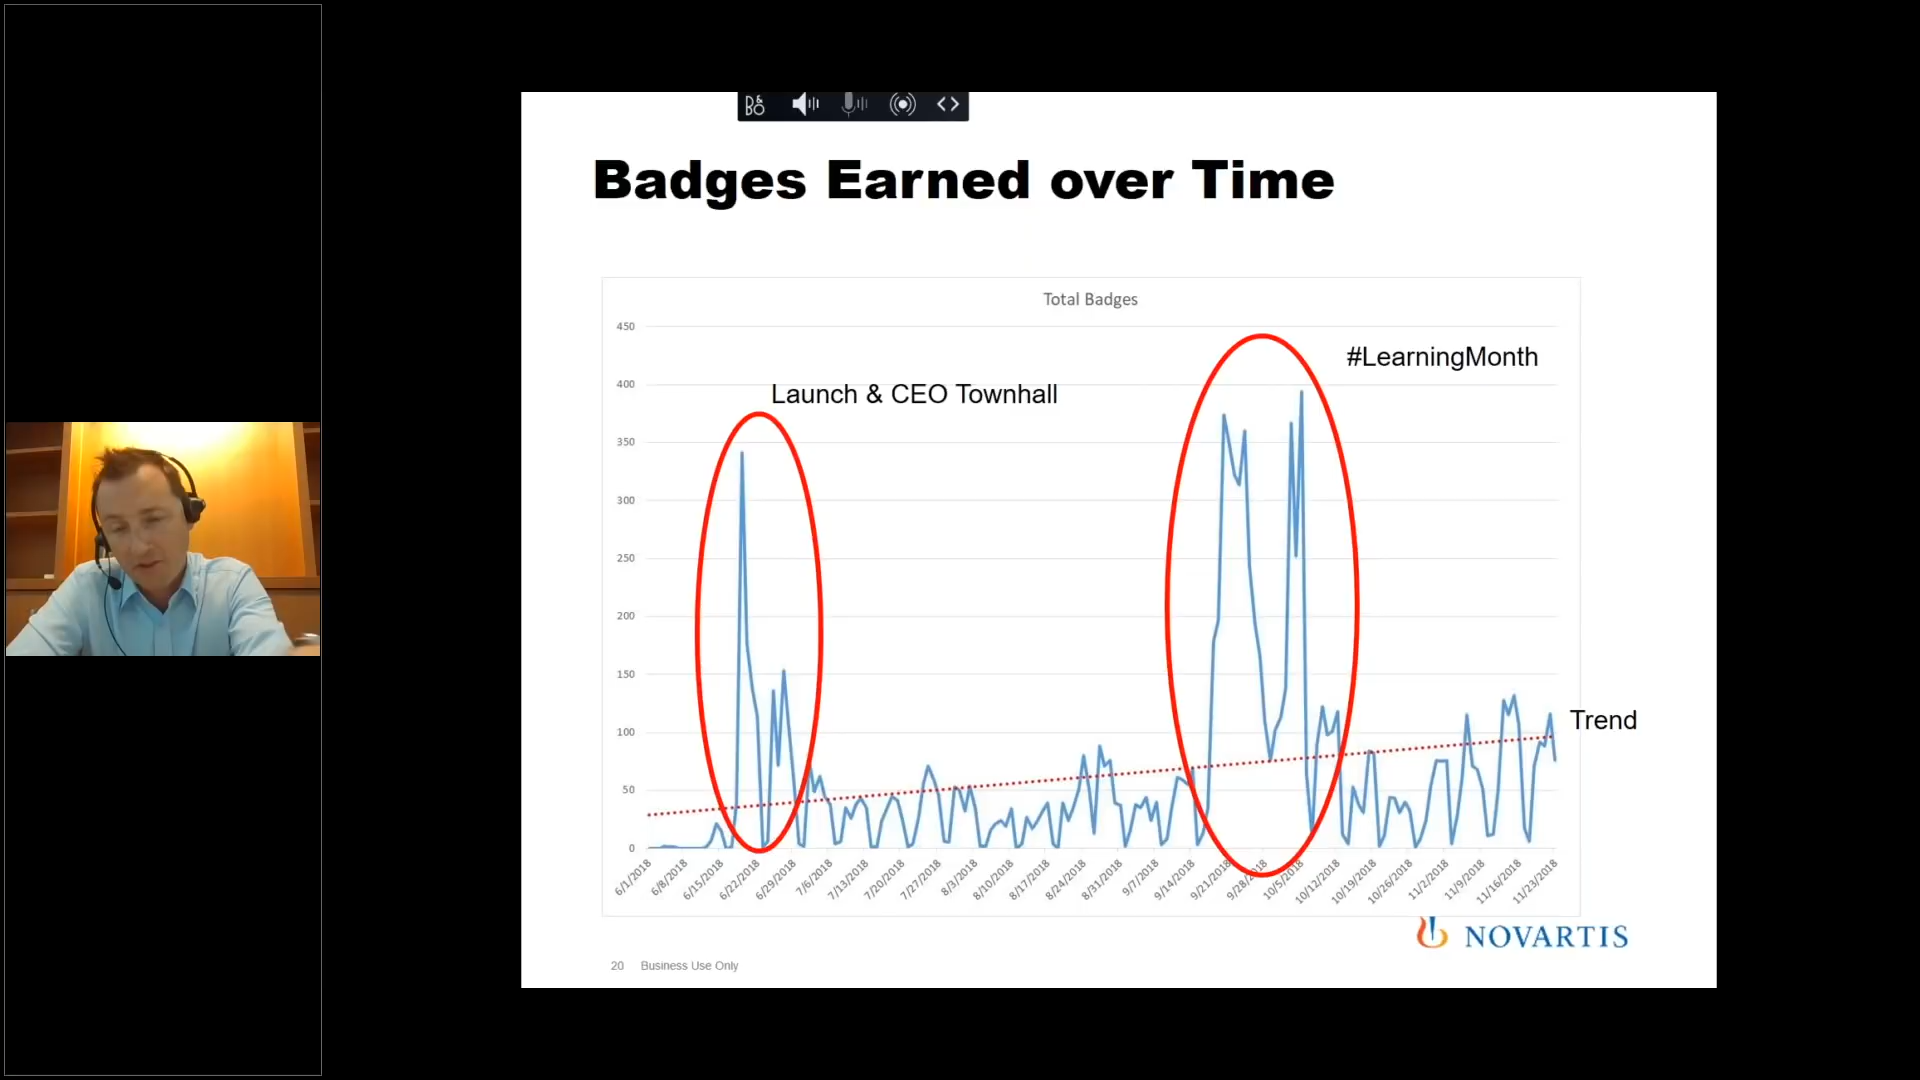 B&O
Badges Earned over Time
Total Badges
450
#LearningMonth
400
Launch & CEO Townhall
350
300
250
200
150
100
Trend
50
0
6/1/2018 6/8/2018 6/15/2018 6/22/2018 6/29/2018 7/6/2018 7/13/2018 7/20/2018 7/27/2018 8/3/2018 8/10/2018 8/17/2018 8/24/2018 8/31/2018 9/7/2018 9/14/2018 9/21/2018 9/28/2018 10/5/2018 10/12/2018 10/19/2018 10/26/2018 11/2/2018 11/9/2018 11/16/2018 11/23/2018
NOVARTIS
20 Business Use Only